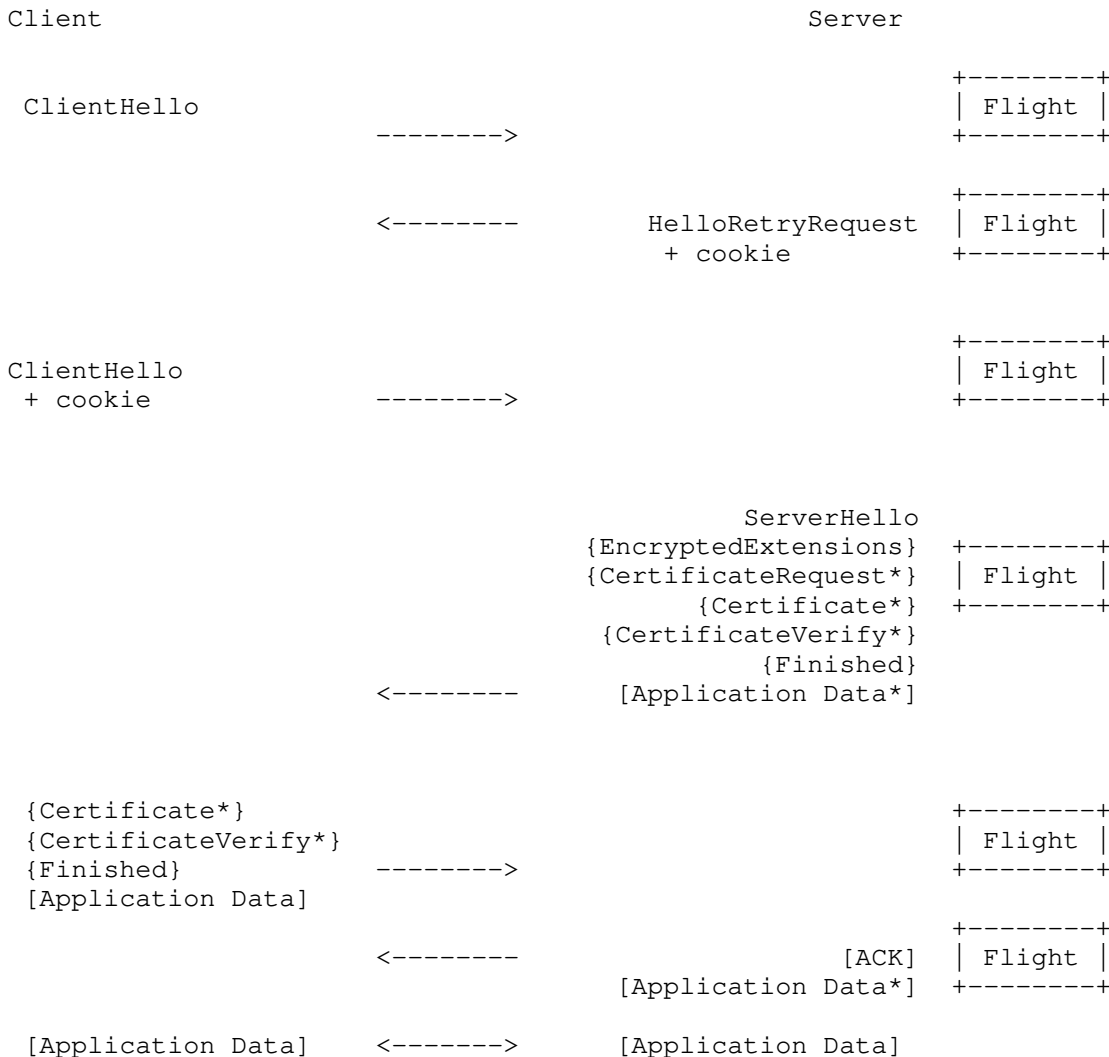 Client                                            Server

                                                           +--------+
 ClientHello                                               | Flight |
                       -------->                           +--------+

                                                           +--------+
                       <--------        HelloRetryRequest  | Flight |
                                         + cookie          +--------+


                                                           +--------+
ClientHello                                                | Flight |
 + cookie              -------->                           +--------+



                                              ServerHello
                                    {EncryptedExtensions}  +--------+
                                    {CertificateRequest*}  | Flight |
                                           {Certificate*}  +--------+
                                     {CertificateVerify*}
                                               {Finished}
                       <--------      [Application Data*]



 {Certificate*}                                            +--------+
 {CertificateVerify*}                                      | Flight |
 {Finished}            -------->                           +--------+
 [Application Data]
                                                           +--------+
                       <--------                    [ACK]  | Flight |
                                      [Application Data*]  +--------+

 [Application Data]    <------->      [Application Data]